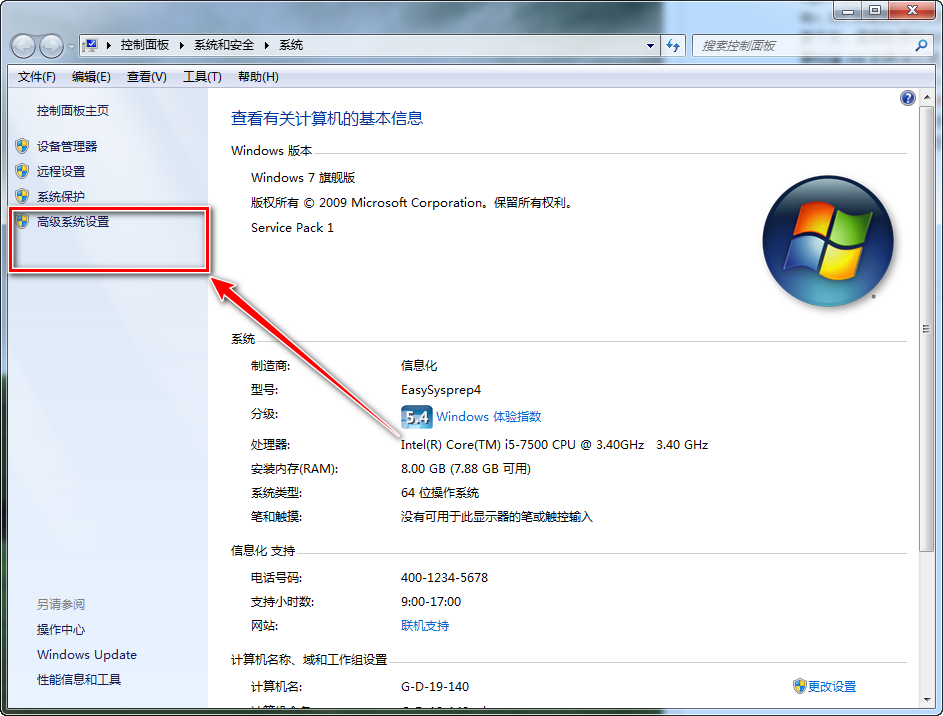 控制面板 ▸ 系统和安全 ▸ 系统
搜索控制面板
文件(F) 编辑(E) 查看(V) 工具(T) 帮助(H)
控制面板主页
设备管理器
远程设置
系统保护
高级系统设置
另请参阅
操作中心
Windows Update
性能信息和工具
查看有关计算机的基本信息
Windows 版本
Windows 7 旗舰版
版权所有 © 2009 Microsoft Corporation。保留所有权利。
Service Pack 1
系统
制造商: 信息化
型号: EasySysprep4
分级: 5.4 Windows 体验指数
处理器: Intel(R) Core(TM) i5-7500 CPU @ 3.40GHz 3.40 GHz
安装内存(RAM): 8.00 GB (7.88 GB 可用)
系统类型: 64 位操作系统
笔和触摸: 没有可用于此显示器的笔或触控输入
信息化 支持
电话号码: 400-1234-5678
支持小时数: 9:00-17:00
网站: 联机支持
计算机名称、域和工作组设置
计算机名: G-D-19-140 更改设置